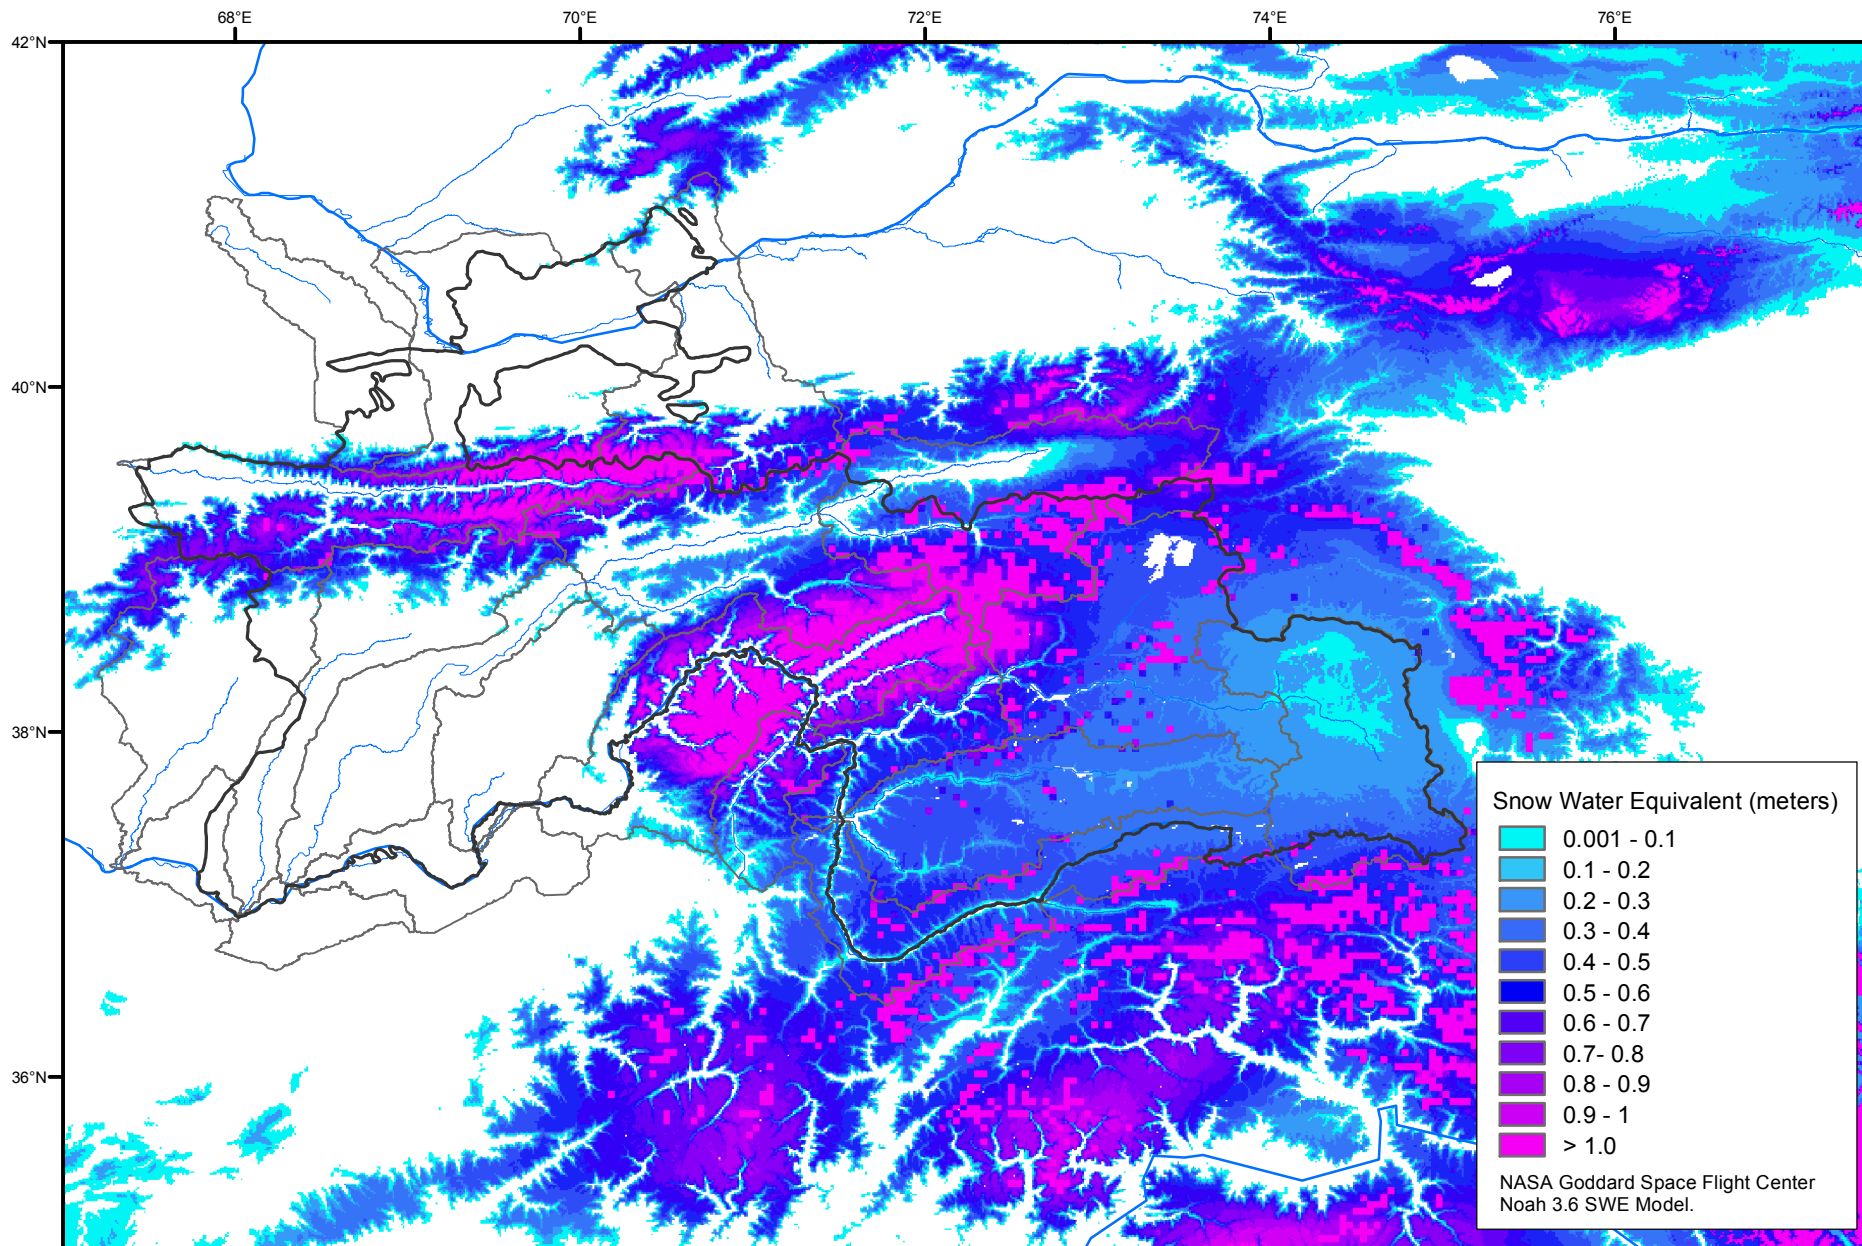 68°E 70°E 72°E 74°E 76°E
42°N
40°N
38°N
36°N
Snow Water Equivalent (meters)
0.001 - 0.1
0.1 - 0.2
0.2 - 0.3
0.3 - 0.4
0.4 - 0.5
0.5 - 0.6
0.6 - 0.7
0.7- 0.8
0.8 - 0.9
0.9 - 1
> 1.0
NASA Goddard Space Flight Center
Noah 3.6 SWE Model.